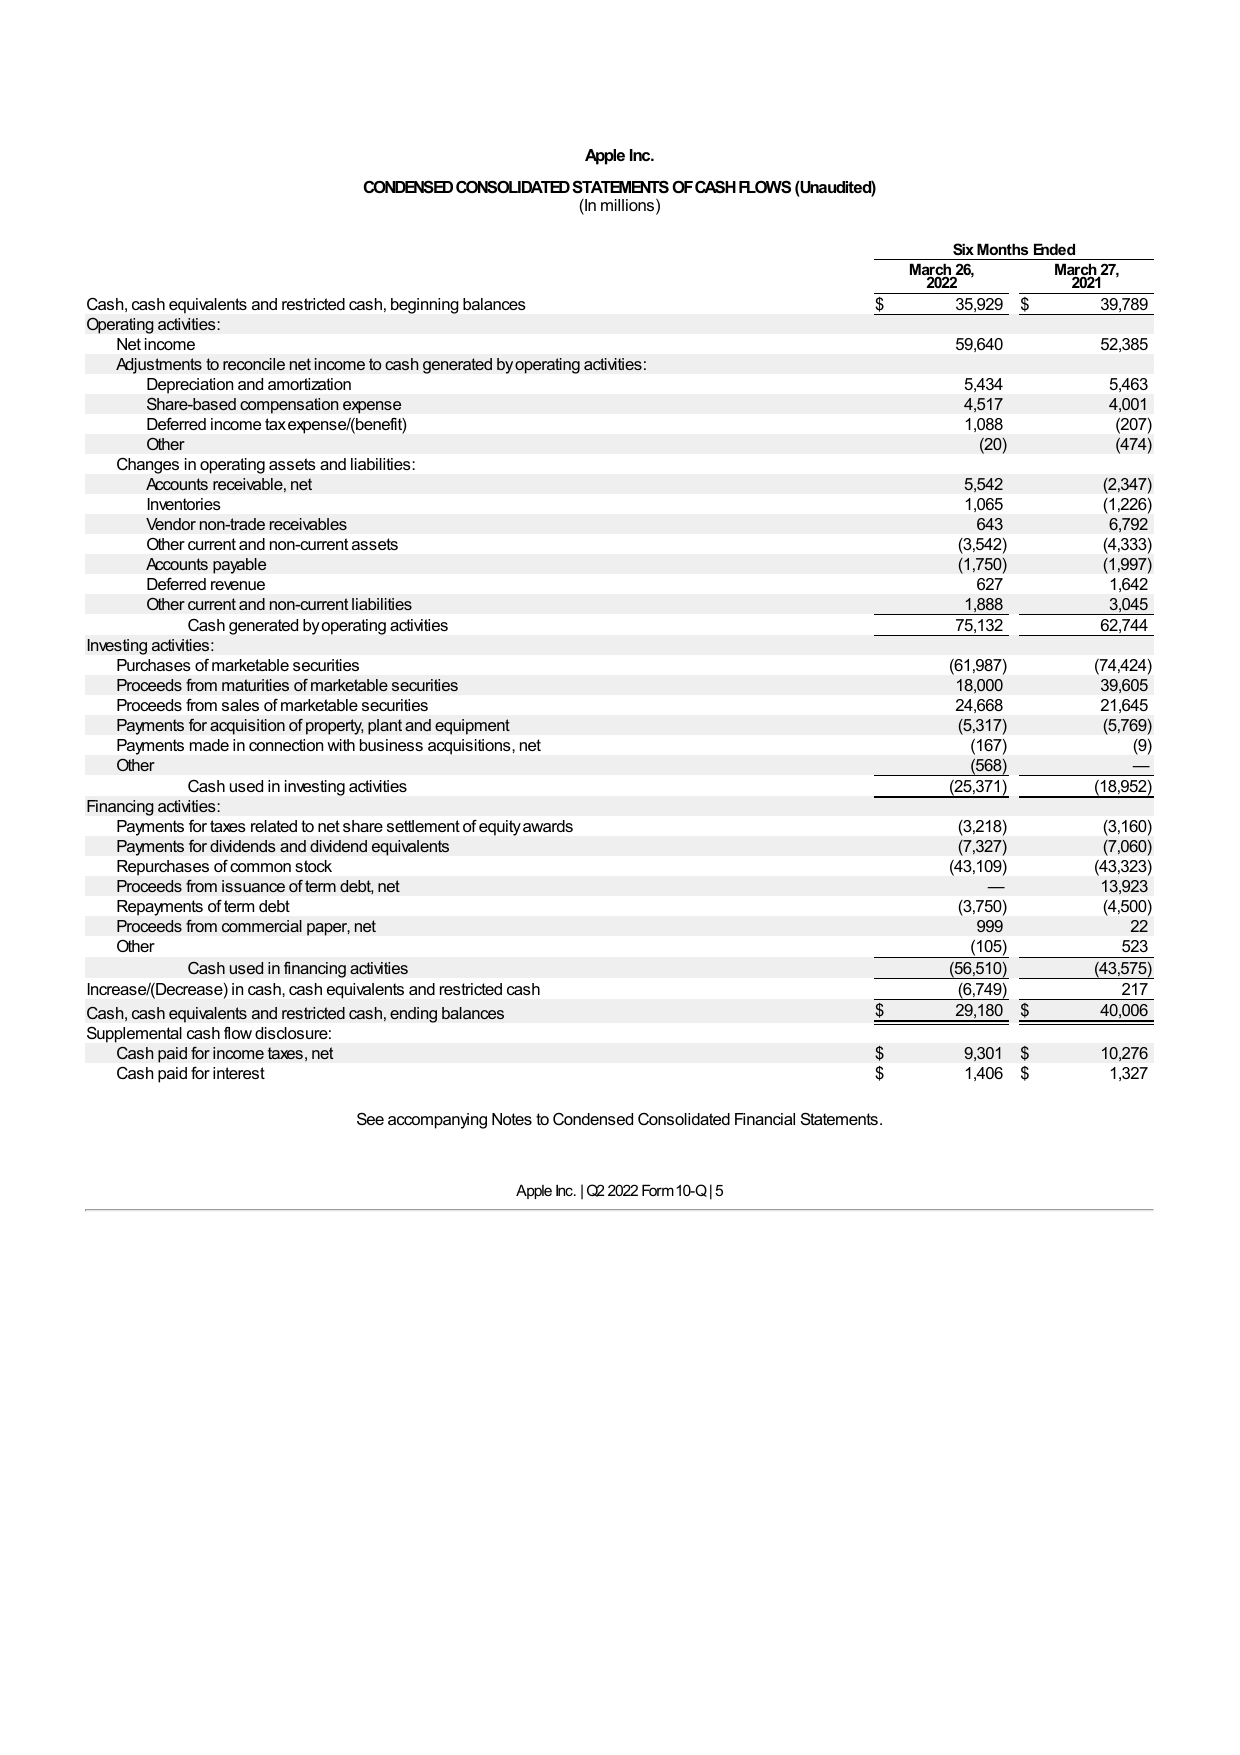 Apple Inc.
CONDENSED CONSOLIDATED STATEMENTS OF CASH FLOWS (Unaudited)
(In millions)
Six Months Ended
March 26, 2022 March 27, 2021
Cash, cash equivalents and restricted cash, beginning balances $ 35,929 $ 39,789
Operating activities:
Net income 59,640 52,385
Adjustments to reconcile net income to cash generated by operating activities:
Depreciation and amortization 5,434 5,463
Share-based compensation expense 4,517 4,001
Deferred income tax expense/(benefit) 1,088 (207)
Other (20) (474)
Changes in operating assets and liabilities:
Accounts receivable, net 5,542 (2,347)
Inventories 1,065 (1,226)
Vendor non-trade receivables 643 6,792
Other current and non-current assets (3,542) (4,333)
Accounts payable (1,750) (1,997)
Deferred revenue 627 1,642
Other current and non-current liabilities 1,888 3,045
Cash generated by operating activities 75,132 62,744
Investing activities:
Purchases of marketable securities (61,987) (74,424)
Proceeds from maturities of marketable securities 18,000 39,605
Proceeds from sales of marketable securities 24,668 21,645
Payments for acquisition of property, plant and equipment (5,317) (5,769)
Payments made in connection with business acquisitions, net (167) (9)
Other (568) —
Cash used in investing activities (25,371) (18,952)
Financing activities:
Payments for taxes related to net share settlement of equity awards (3,218) (3,160)
Payments for dividends and dividend equivalents (7,327) (7,060)
Repurchases of common stock (43,109) (43,323)
Proceeds from issuance of term debt, net — 13,923
Repayments of term debt (3,750) (4,500)
Proceeds from commercial paper, net 999 22
Other (105) 523
Cash used in financing activities (56,510) (43,575)
Increase/(Decrease) in cash, cash equivalents and restricted cash (6,749) 217
Cash, cash equivalents and restricted cash, ending balances $ 29,180 $ 40,006
Supplemental cash flow disclosure:
Cash paid for income taxes, net $ 9,301 $ 10,276
Cash paid for interest $ 1,406 $ 1,327
See accompanying Notes to Condensed Consolidated Financial Statements.
Apple Inc. | Q2 2022 Form 10-Q | 5